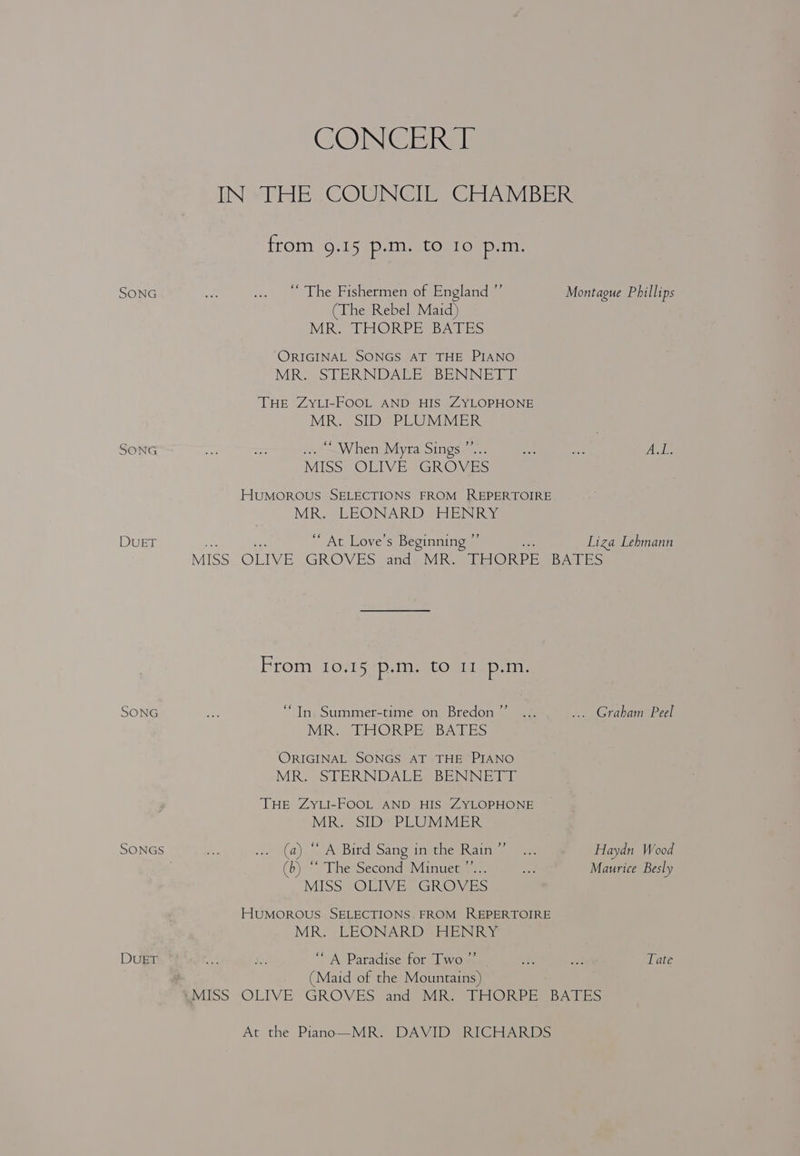 CONCERT
IN THE COUNCIL CHAMBER
from 9.15 p.m. to 10 p.m.
SONG ... ... “ The Fishermen of England ” Montague Phillips
(The Rebel Maid)
MR. THORPE BATES
ORIGINAL SONGS AT THE PIANO
MR. STERNDALE BENNETT
THE ZYLI-FOOL AND HIS ZYLOPHONE
MR. SID PLUMMER
SONG ... ... ... “ When Myra Sings ”... ... ... A.L.
MISS OLIVE GROVES
HUMOROUS SELECTIONS FROM REPERTOIRE
MR. LEONARD HENRY
DUET ... ... “ At Love’s Beginning ” ... Liza Lehmann
MISS OLIVE GROVES and MR. THORPE BATES
From 10.15 p.m. to 11 p.m.
SONG ... “ In Summer-time on Bredon ” ... ... Graham Peel
MR. THORPE BATES
ORIGINAL SONGS AT THE PIANO
MR. STERNDALE BENNETT
THE ZYLI-FOOL AND HIS ZYLOPHONE
MR. SID PLUMMER
SONGS ... ... (a) “ A Bird Sang in the Rain ” ... Haydn Wood
(b) “ The Second Minuet ”... ... Maurice Besly
MISS OLIVE GROVES
HUMOROUS SELECTIONS FROM REPERTOIRE
MR. LEONARD HENRY
DUET ... ... “ A Paradise for Two ” ... ... Tate
(Maid of the Mountains)
MISS OLIVE GROVES and MR. THORPE BATES
At the Piano—MR. DAVID RICHARDS